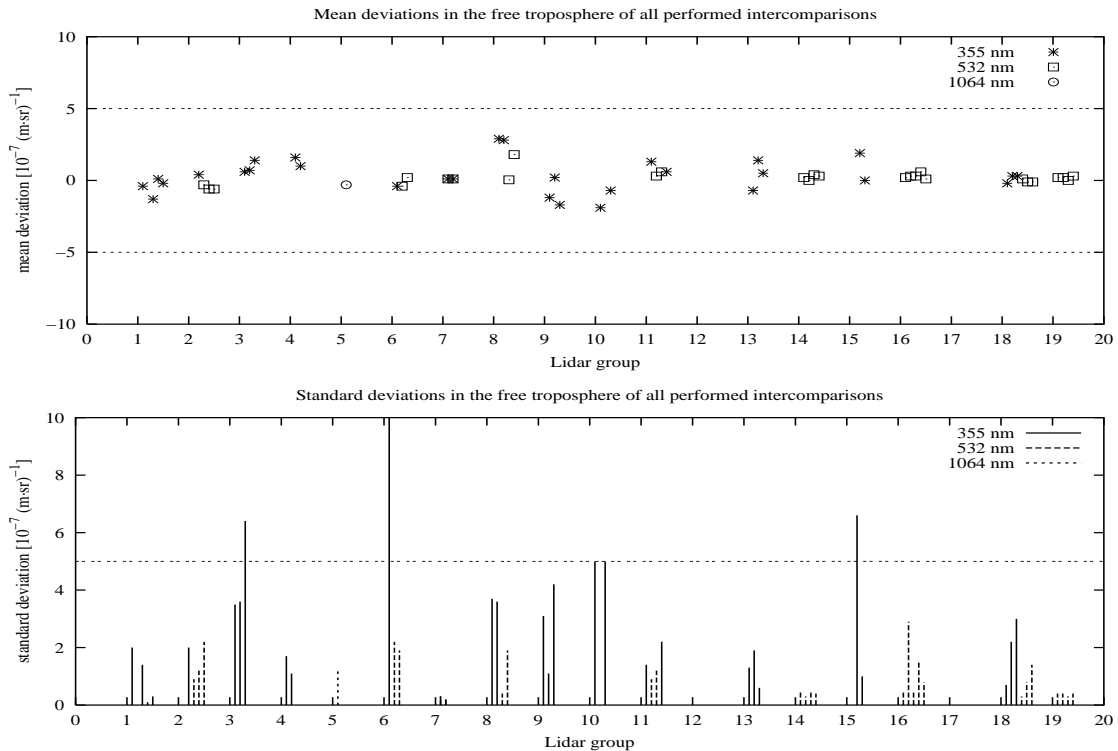 Mean deviations in the free troposphere of all performed intercomparisons
10
5
0
−5
−10
mean deviation [10⁻⁷ (m·sr)⁻¹]
355 nm
532 nm
1064 nm
0 1 2 3 4 5 6 7 8 9 10 11 12 13 14 15 16 17 18 19 20
Lidar group
Standard deviations in the free troposphere of all performed intercomparisons
10
8
6
4
2
0
standard deviation [10⁻⁷ (m·sr)⁻¹]
355 nm
532 nm
1064 nm
0 1 2 3 4 5 6 7 8 9 10 11 12 13 14 15 16 17 18 19 20
Lidar group